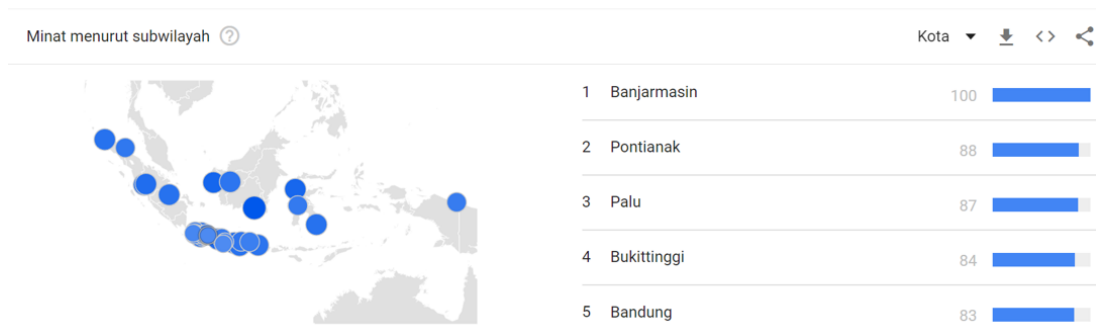 Minat menurut subwilayah ?
Kota
1 Banjarmasin 100
2 Pontianak 88
3 Palu 87
4 Bukittinggi 84
5 Bandung 83